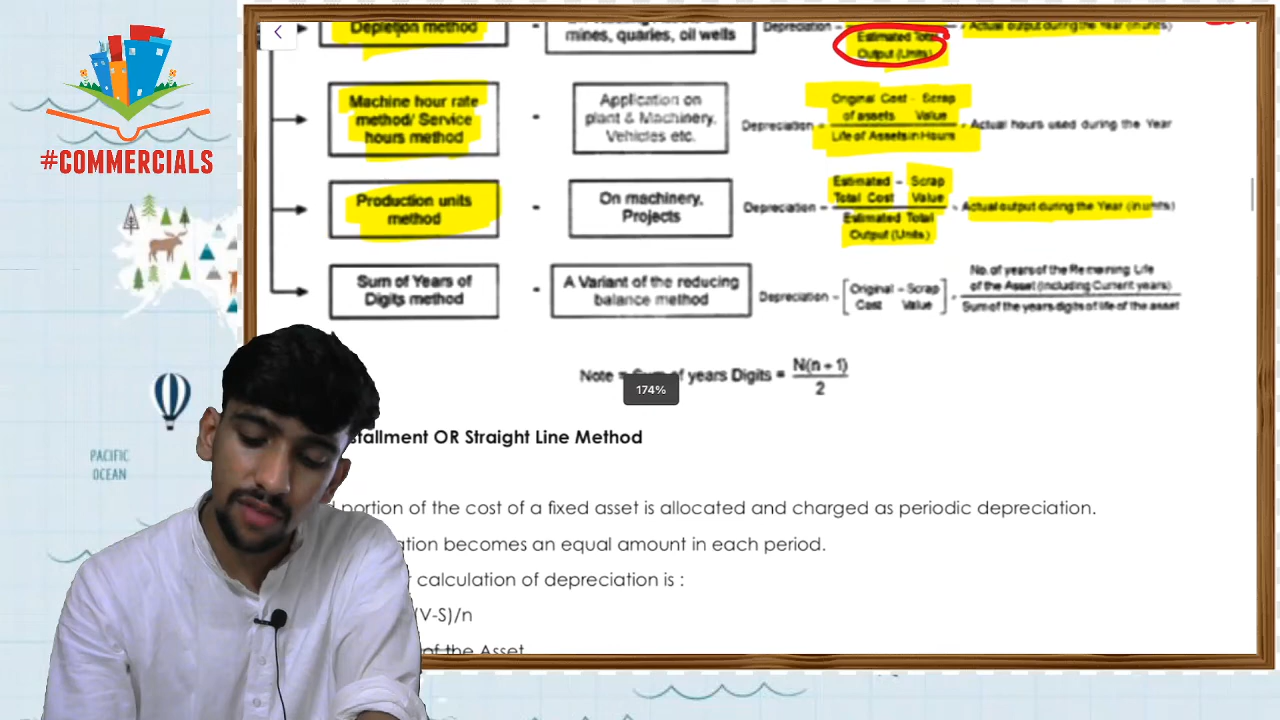 #COMMERCIALS
PACIFIC
OCEAN
Depletion method
-
mines, quaries, oil wells
Depreciation =
Estimated Total
Output (Units)
× Actual output during the Year (in units)
Machine hour rate
method/ Service
hours method
-
Application on
plant & Machinery,
Vehicles etc.
Depreciation =
Original Cost - Scrap
of assets Value
Life of Assets in Hours
× Actual hours used during the Year
Production units
method
-
On machinery,
Projects
Depreciation =
Estimated - Scrap
Total Cost Value
Estimated Total
Output (Units)
× Actual output during the Year (in units)
Sum of Years of
Digits method
-
A Variant of the reducing
balance method
Depreciation =
[Original - Scrap
Cost Value]
×
No. of years of the Remaining Life
of the Asset (including Current years)
Sum of the years digits of life of the asset
Note = of years Digits = N(n + 1)
2
174%
stallment OR Straight Line Method
portion of the cost of a fixed asset is allocated and charged as periodic depreciation.
ation becomes an equal amount in each period.
calculation of depreciation is :
(V-S)/n
of the Asset